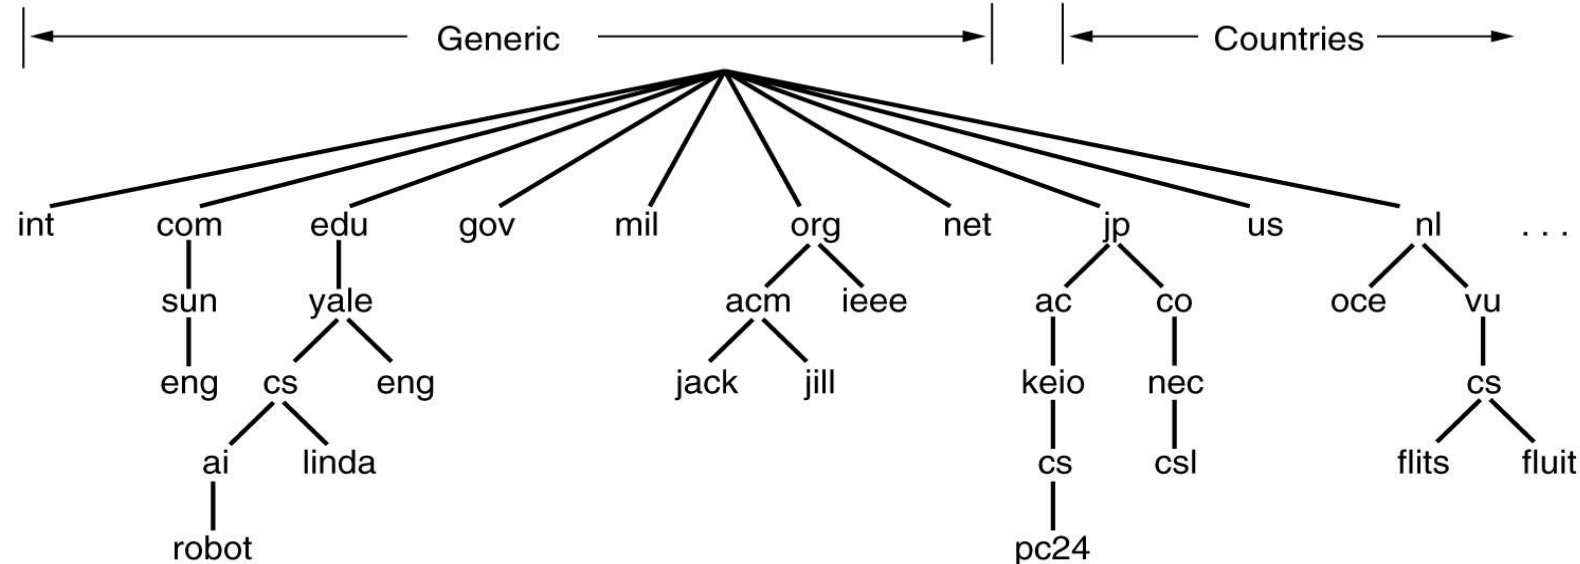 Generic Countries
int com edu gov mil org net jp us nl . . .
sun yale acm ieee ac co oce vu
eng cs eng jack jill keio nec cs
ai linda cs csl flits fluit
robot pc24